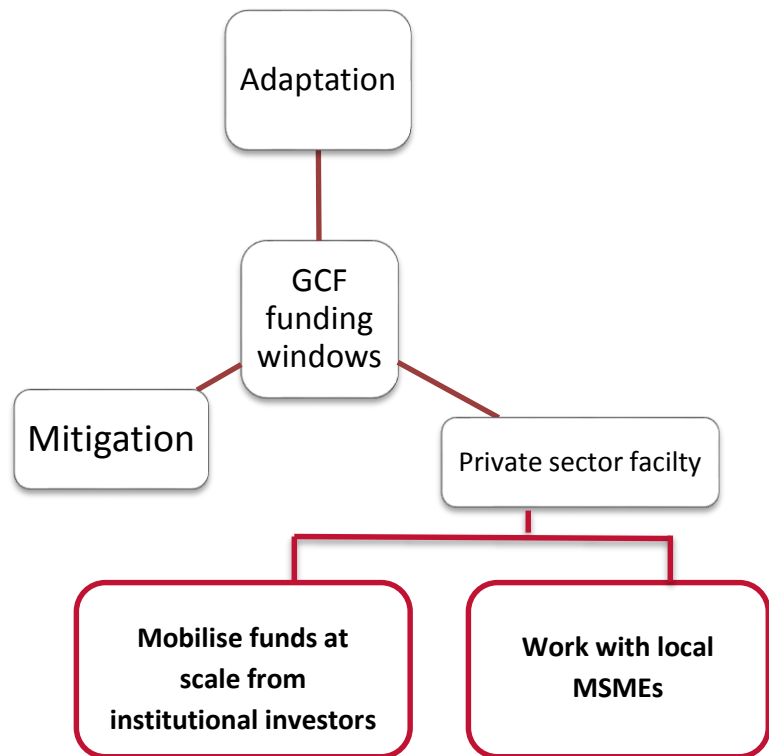 Adaptation
GCF
funding
windows
Mitigation
Private sector facilty
Mobilise funds at
scale from
institutional investors
Work with local
MSMEs